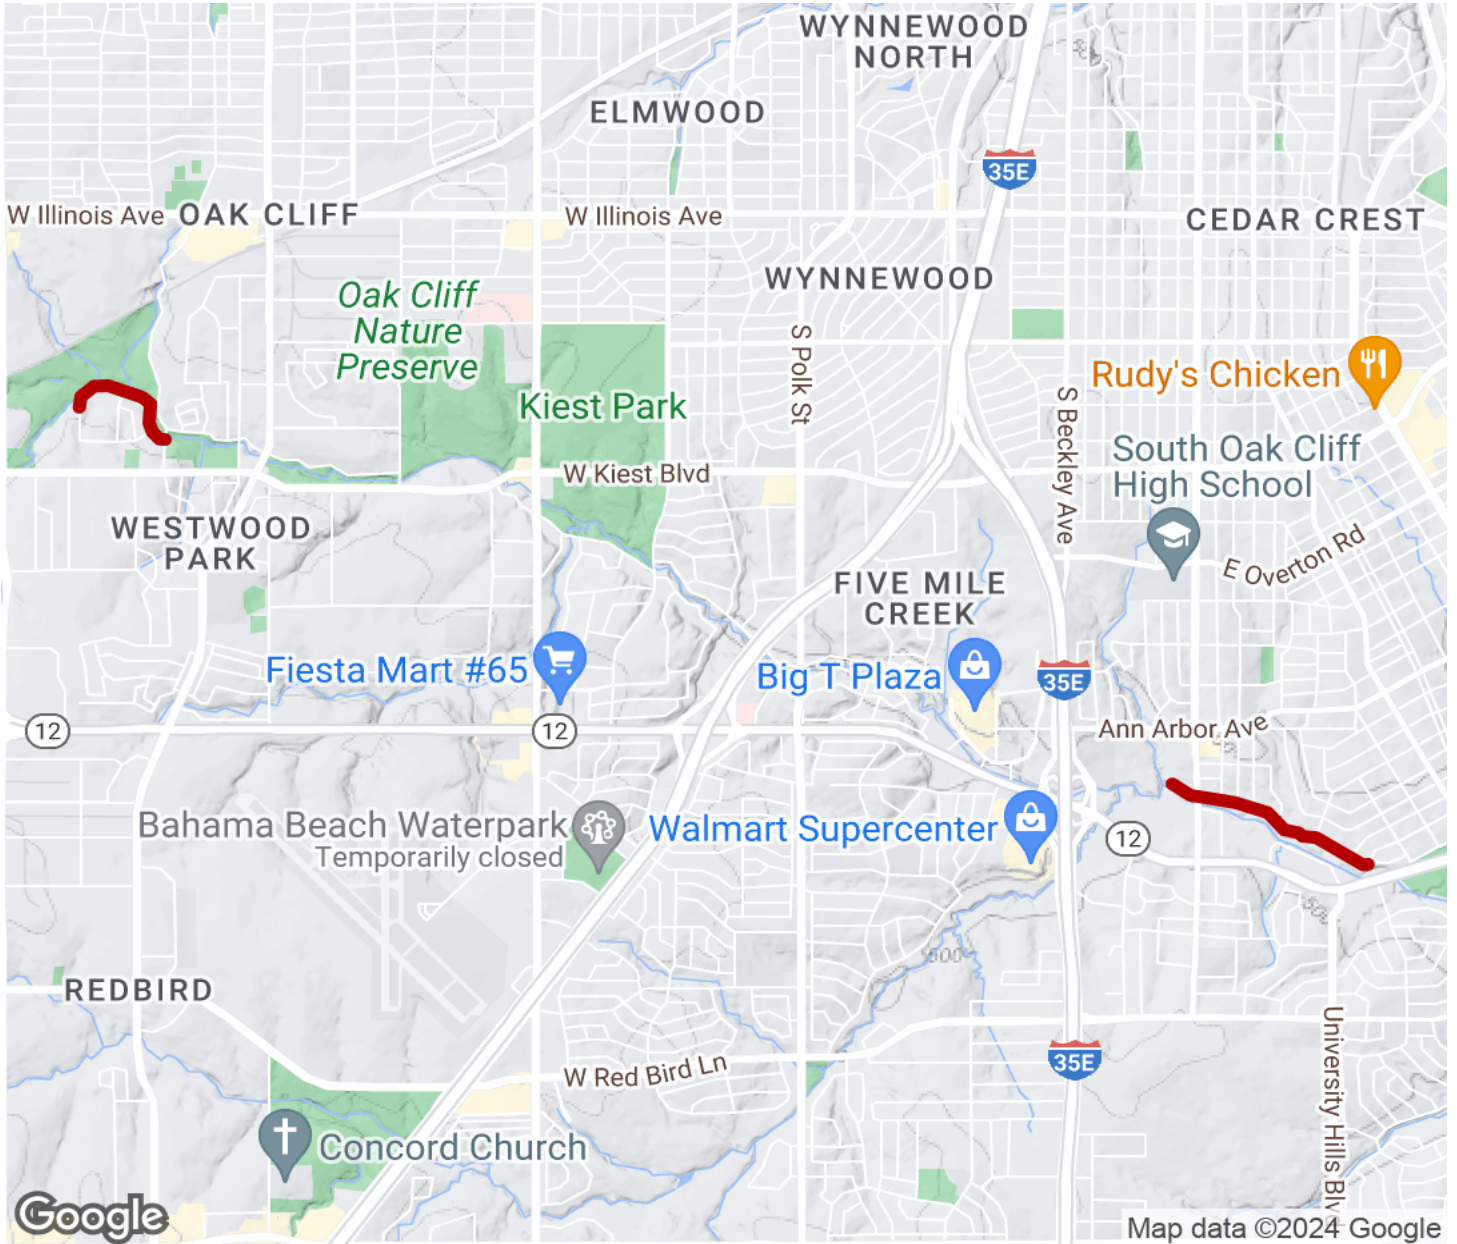 WYNNEWOOD
NORTH
ELMWOOD
35E
W Illinois Ave
OAK CLIFF
W Illinois Ave
CEDAR CREST
WYNNEWOOD
Oak Cliff
Nature
Preserve
S Polk St
Rudy's Chicken
Kiest Park
S Beckley Ave
South Oak Cliff
High School
W Kiest Blvd
WESTWOOD
PARK
E Overton Rd
FIVE MILE
CREEK
Fiesta Mart #65
Big T Plaza
35E
12
12
Ann Arbor Ave
Bahama Beach Waterpark
Temporarily closed
Walmart Supercenter
12
500
500
REDBIRD
University Hills Blvd
35E
W Red Bird Ln
Concord Church
Google
Map data ©2024 Google